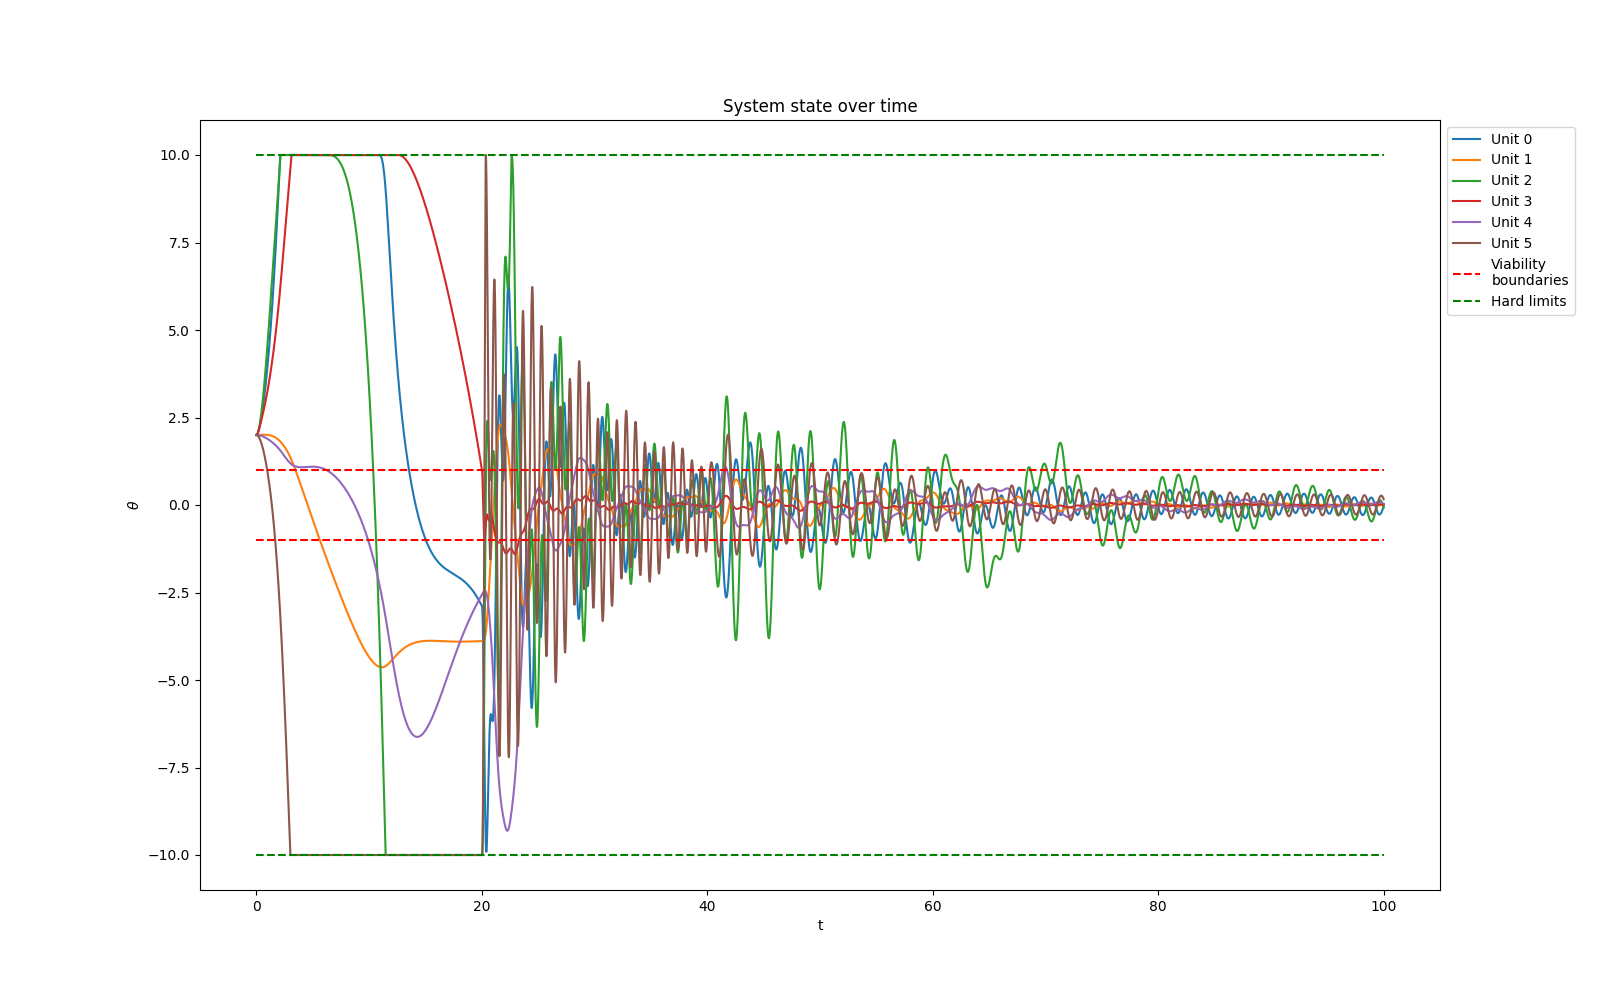 System state over time
10.0
7.5
5.0
2.5
0.0
−2.5
−5.0
−7.5
−10.0
θ
0
20
40
60
80
100
t
Unit 0
Unit 1
Unit 2
Unit 3
Unit 4
Unit 5
Viability
boundaries
Hard limits